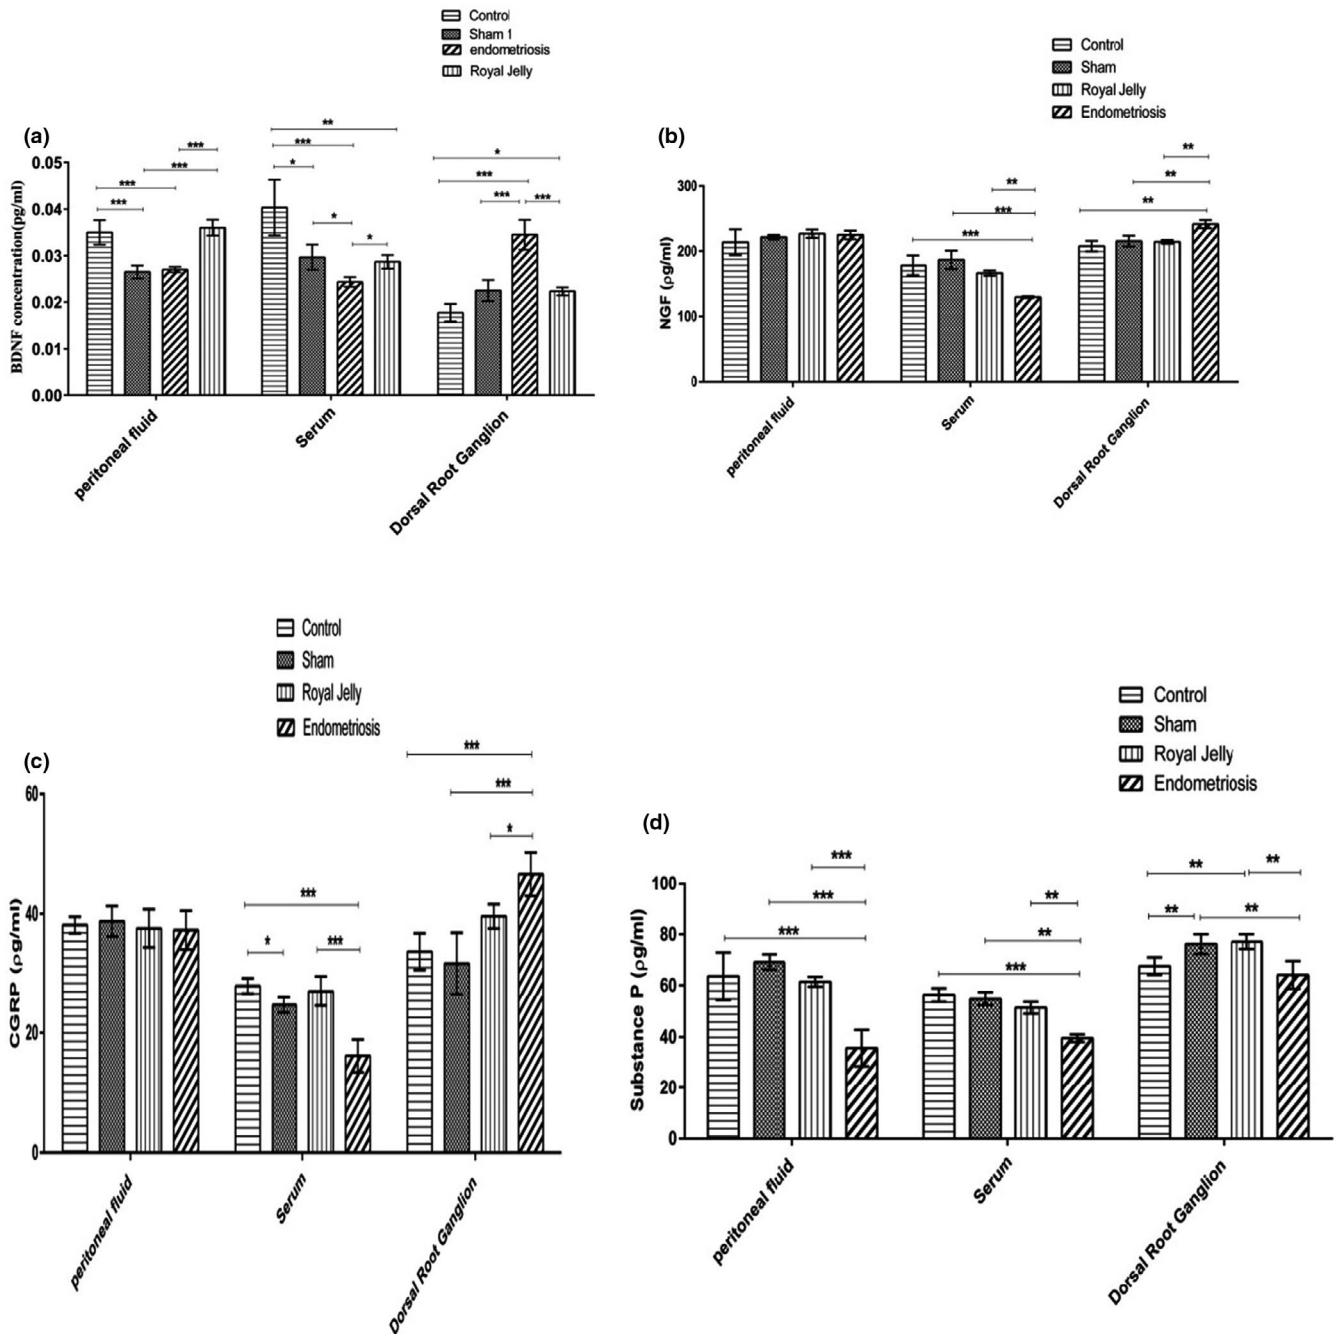 Control
Sham 1
endometriosis
Royal Jelly
(a)
** 
*** 
* 
*** 
*** 
*** 
*** 
* 
* 
* 
*** 
*** 
***
BDNF concentration(pg/ml)
0.05
0.04
0.03
0.02
0.01
0.00
peritoneal fluid
Serum
Dorsal Root Ganglion
Control
Sham
Royal Jelly
Endometriosis
(b)
**
**
**
**
***
***
NGF (ρg/ml)
300
200
100
0
peritoneal fluid
Serum
Dorsal Root Ganglion
Control
Sham
Royal Jelly
Endometriosis
(c)
***
***
*
***
*
***
CGRP (ρg/ml)
60
40
20
0
peritoneal fluid
Serum
Dorsal Root Ganglion
Control
Sham
Royal Jelly
Endometriosis
(d)
***
***
***
**
**
***
**
**
**
**
Substance P (ρg/ml)
100
80
60
40
20
0
peritoneal fluid
Serum
Dorsal Root Ganglion